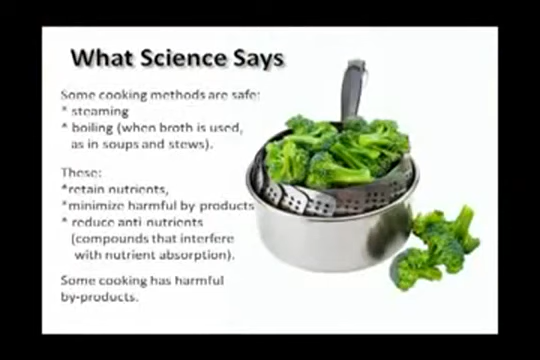 What Science Says
Some cooking methods are safe:
* steaming
* boiling (when broth is used,
as in soups and stews).
These:
*retain nutrients,
*minimize harmful by-products
* reduce anti-nutrients
(compounds that interfere
with nutrient absorption).
Some cooking has harmful
by-products.